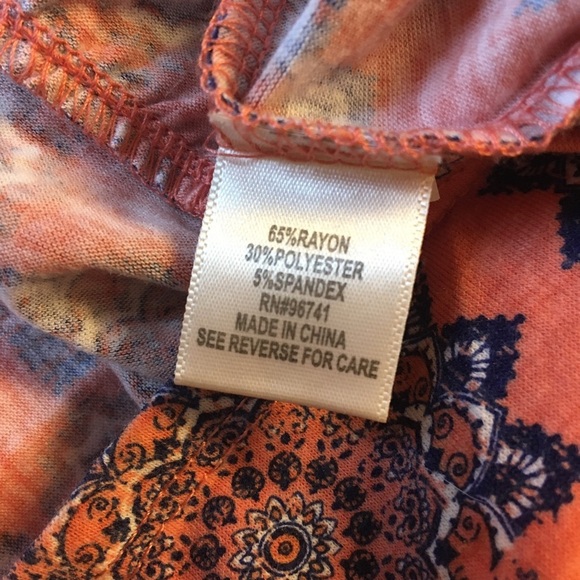 65%RAYON
30%POLYESTER
5%SPANDEX
RN#96741
MADE IN CHINA
SEE REVERSE FOR CARE